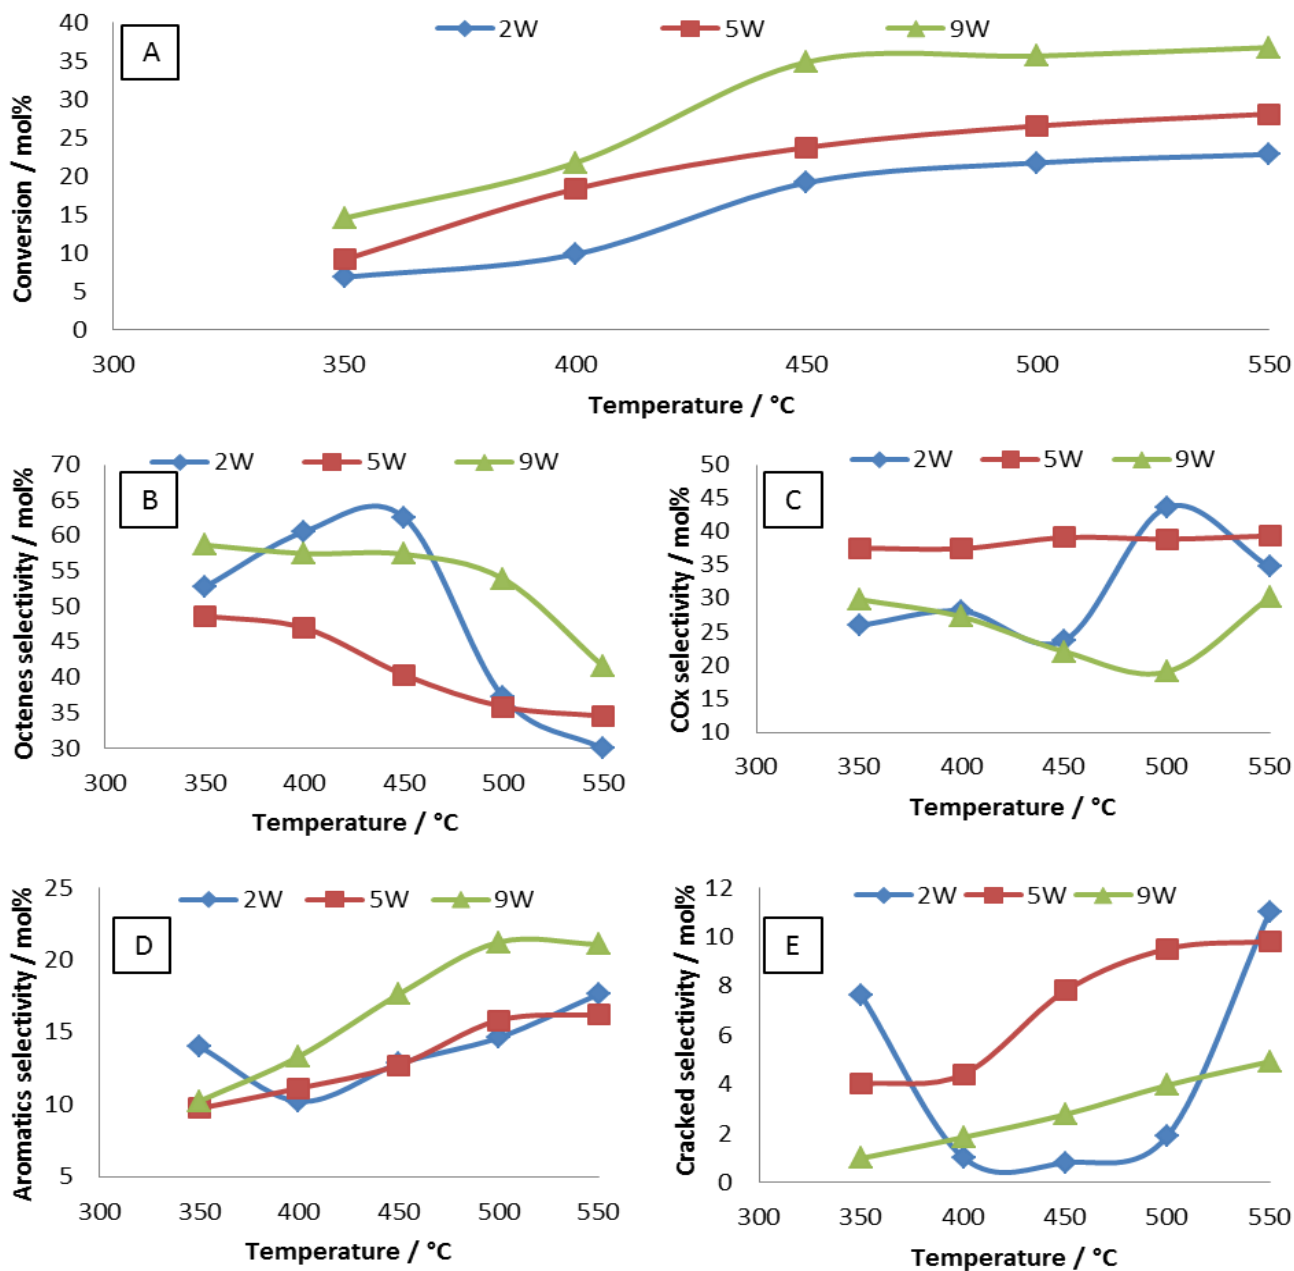 A
2W 5W 9W
Conversion / mol%
40
35
30
25
20
15
10
5
0
300 350 400 450 500 550
Temperature / °C
B
2W 5W 9W
Octenes selectivity / mol%
70
65
60
55
50
45
40
35
30
300 350 400 450 500 550
Temperature / °C
C
2W 5W 9W
COx selectivity / mol%
50
45
40
35
30
25
20
15
10
300 350 400 450 500 550
Temperature / °C
D
2W 5W 9W
Aromatics selectivity / mol%
25
20
15
10
5
300 350 400 450 500 550
Temperature / °C
E
2W 5W 9W
Cracked selectivity / mol%
12
10
8
6
4
2
0
300 350 400 450 500 550
Temperature / °C